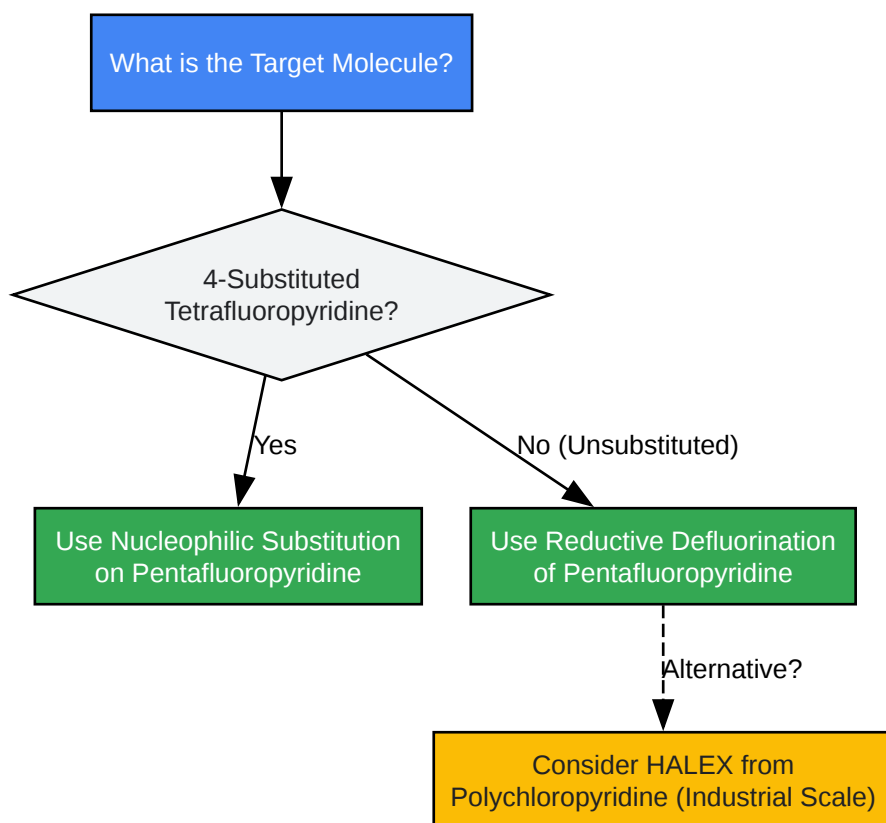 What is the Target Molecule?
4-Substituted
Tetrafluoropyridine?
Yes
No (Unsubstituted)
Use Nucleophilic Substitution
on Pentafluoropyridine
Use Reductive Defluorination
of Pentafluoropyridine
Alternative?
Consider HALEX from
Polychloropyridine (Industrial Scale)